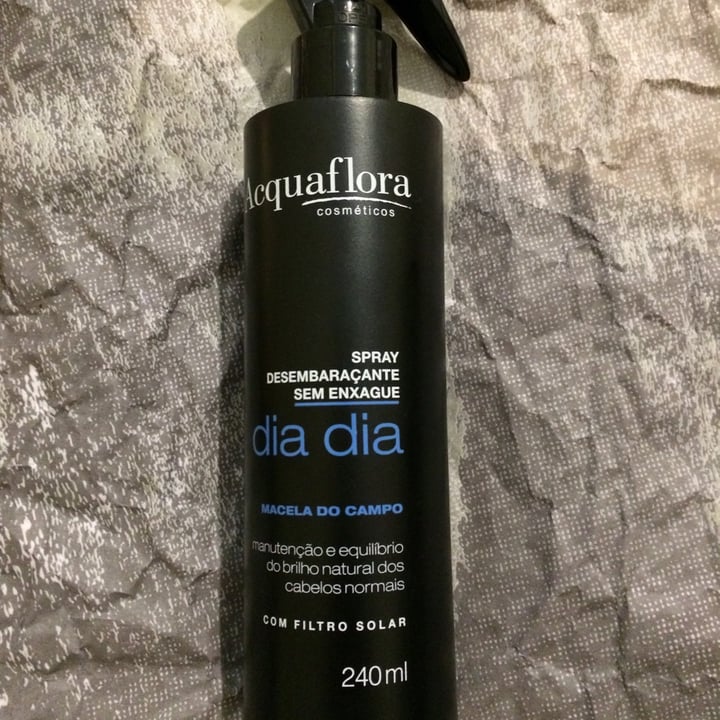 Acquaflora
cosméticos
SPRAY
DESEMBARAÇANTE
SEM ENXAGUE
dia dia
MACELA DO CAMPO
manutenção e equilíbrio
do brilho natural dos
cabelos normais
COM FILTRO SOLAR
240ml